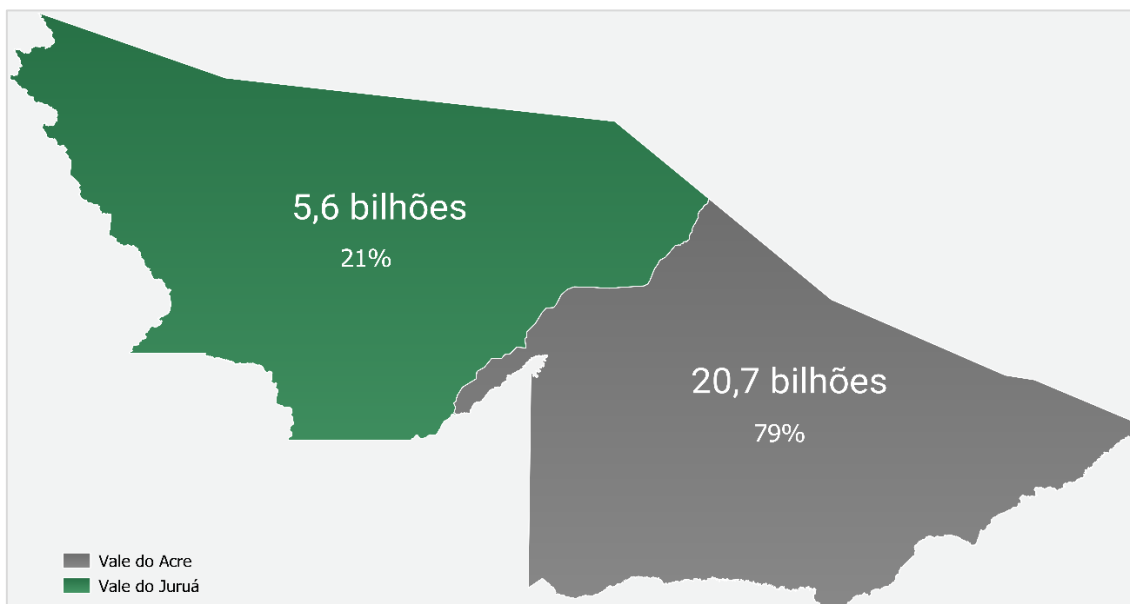 5,6 bilhões
21%
20,7 bilhões
79%
Vale do Acre
Vale do Juruá